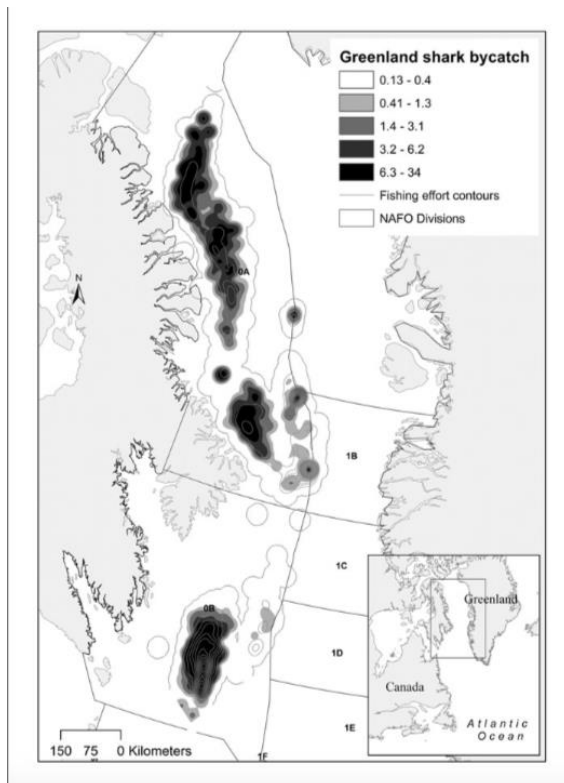 Greenland shark bycatch
0.13 - 0.4
0.41 - 1.3
1.4 - 3.1
3.2 - 6.2
6.3 - 34
Fishing effort contours
NAFO Divisions
N
0A
1B
1C
0B
1D
1E
1F
150 75 0 Kilometers
Greenland
Canada
Atlantic
Ocean